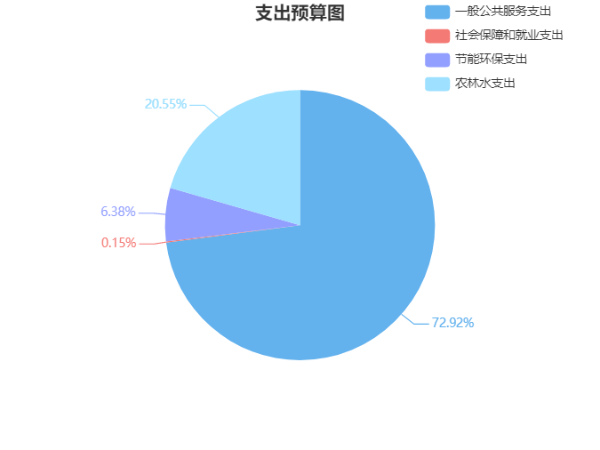 支出预算图
一般公共服务支出
社会保障和就业支出
节能环保支出
农林水支出
20.55%
6.38%
0.15%
72.92%